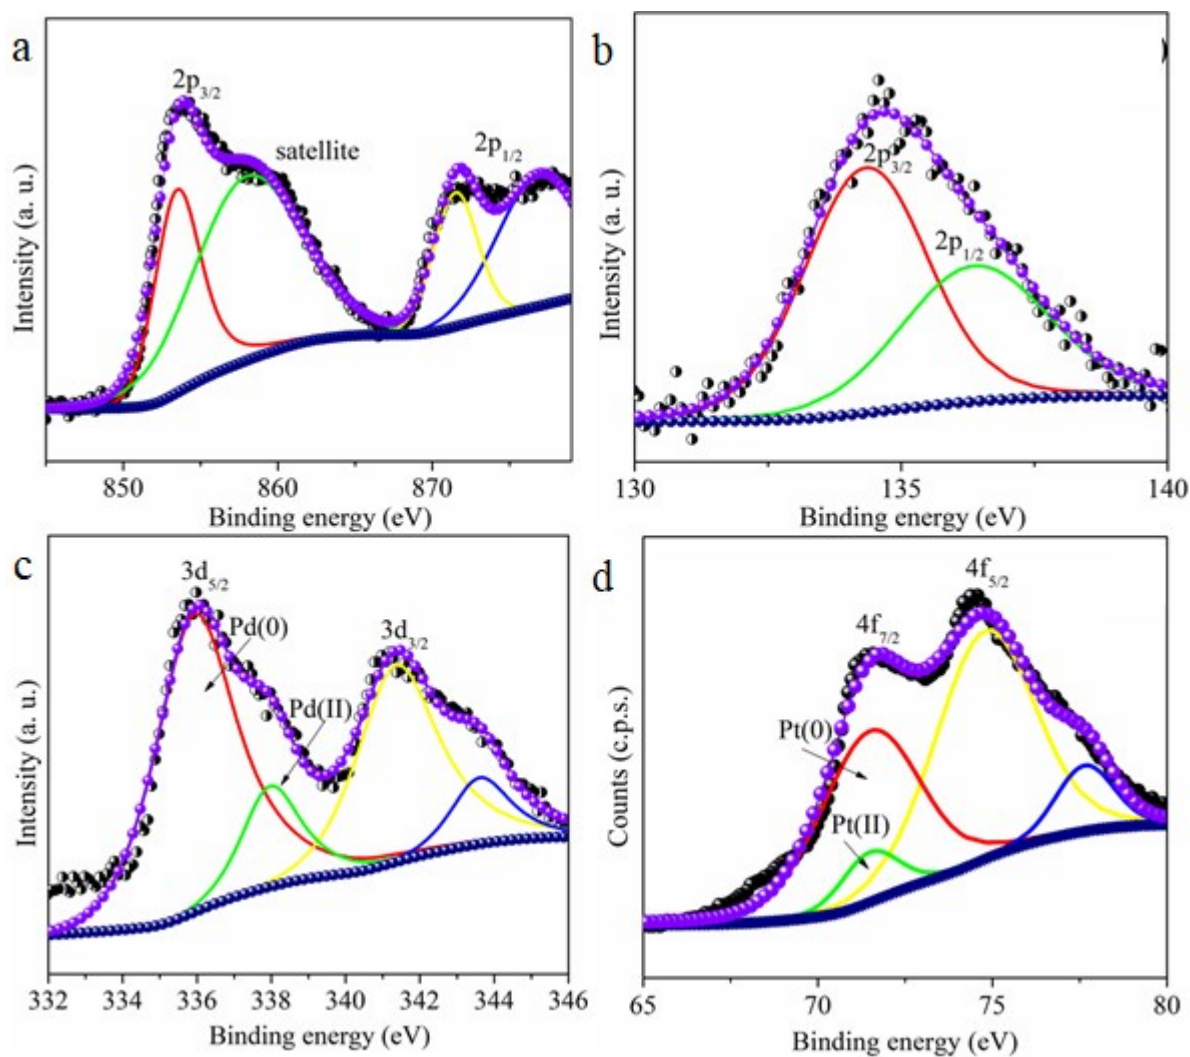 a
2p3/2
satellite
2p1/2
Intensity (a. u.)
850 860 870
Binding energy (eV)
b
)
2p3/2
2p1/2
Intensity (a. u.)
130 135 140
Binding energy (eV)
c
3d5/2
Pd(0)
3d3/2
Pd(II)
Intensity (a. u.)
332 334 336 338 340 342 344 346
Binding energy (eV)
d
4f5/2
4f7/2
Pt(0)
Pt(II)
Counts (c.p.s.)
65 70 75 80
Binding energy (eV)